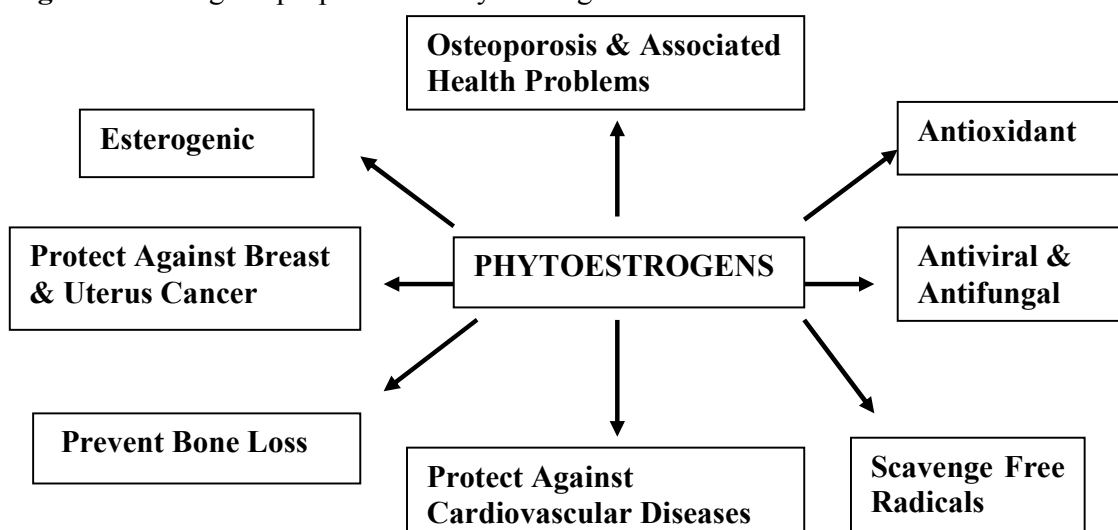 Osteoporosis & Associated
Health Problems
Esterogenic
Antioxidant
Protect Against Breast
& Uterus Cancer
PHYTOESTROGENS
Antiviral &
Antifungal
Prevent Bone Loss
Protect Against
Cardiovascular Diseases
Scavenge Free
Radicals